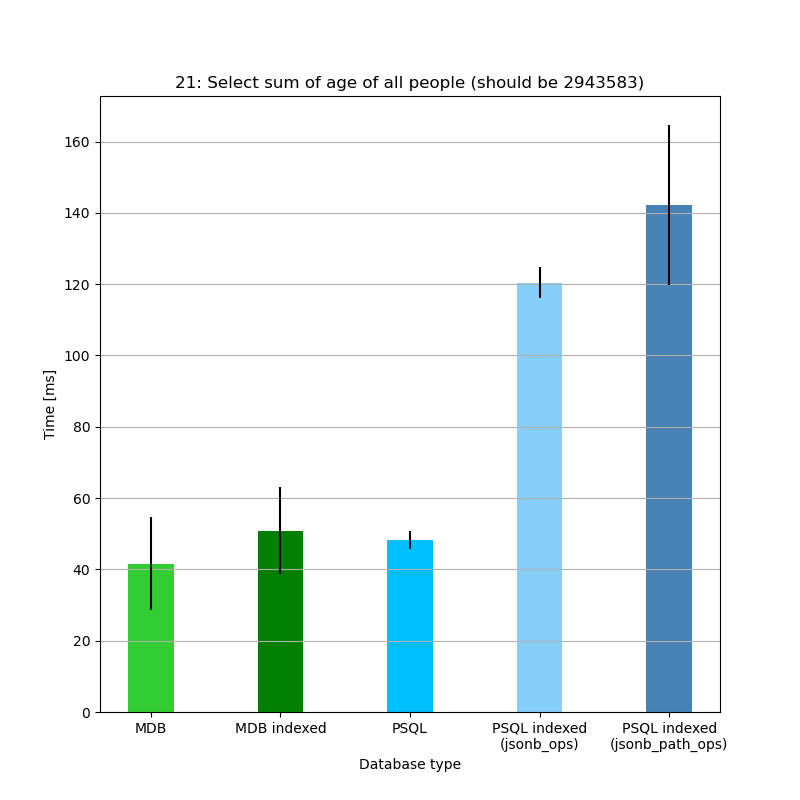 21: Select sum of age of all people (should be 2943583)
160
140
120
100
80
60
40
20
0
Time [ms]
MDB
MDB indexed
PSQL
PSQL indexed
(jsonb_ops)
PSQL indexed
(jsonb_path_ops)
Database type